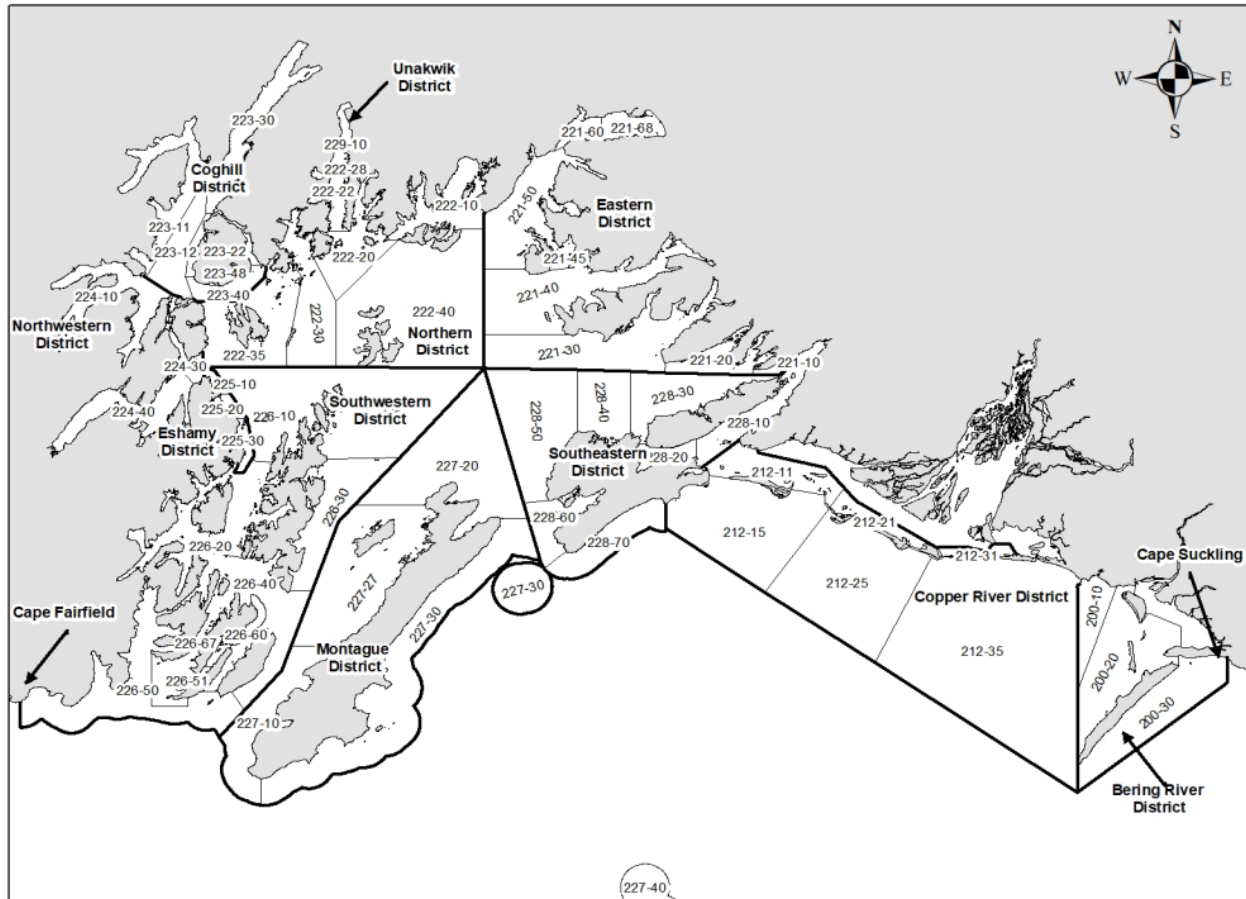 N
W
E
S
Unakwik
District
223-30
221-60
221-68
229-10
222-28
222-22
Coghill
District
222-10
221-50
Eastern
District
223-11
223-12
223-22
222-20
221-45
223-48
224-10
223-40
221-40
Northwestern
District
222-30
222-40
Northern
District
222-35
221-30
221-20
221-10
224-30
225-10
225-20
226-10
Southwestern
District
228-50
228-40
228-30
224-40
Eshamy
District
225-30
228-10
Southeastern
District
228-20
227-20
212-11
226-30
228-60
212-21
212-15
228-70
226-20
212-31
Cape Suckling
226-40
227-27
227-30
227-30
212-25
Copper River District
200-10
Cape Fairfield
226-60
226-67
Montague
District
212-35
226-51
226-50
200-20
227-10
200-30
Bering River
District
227-40